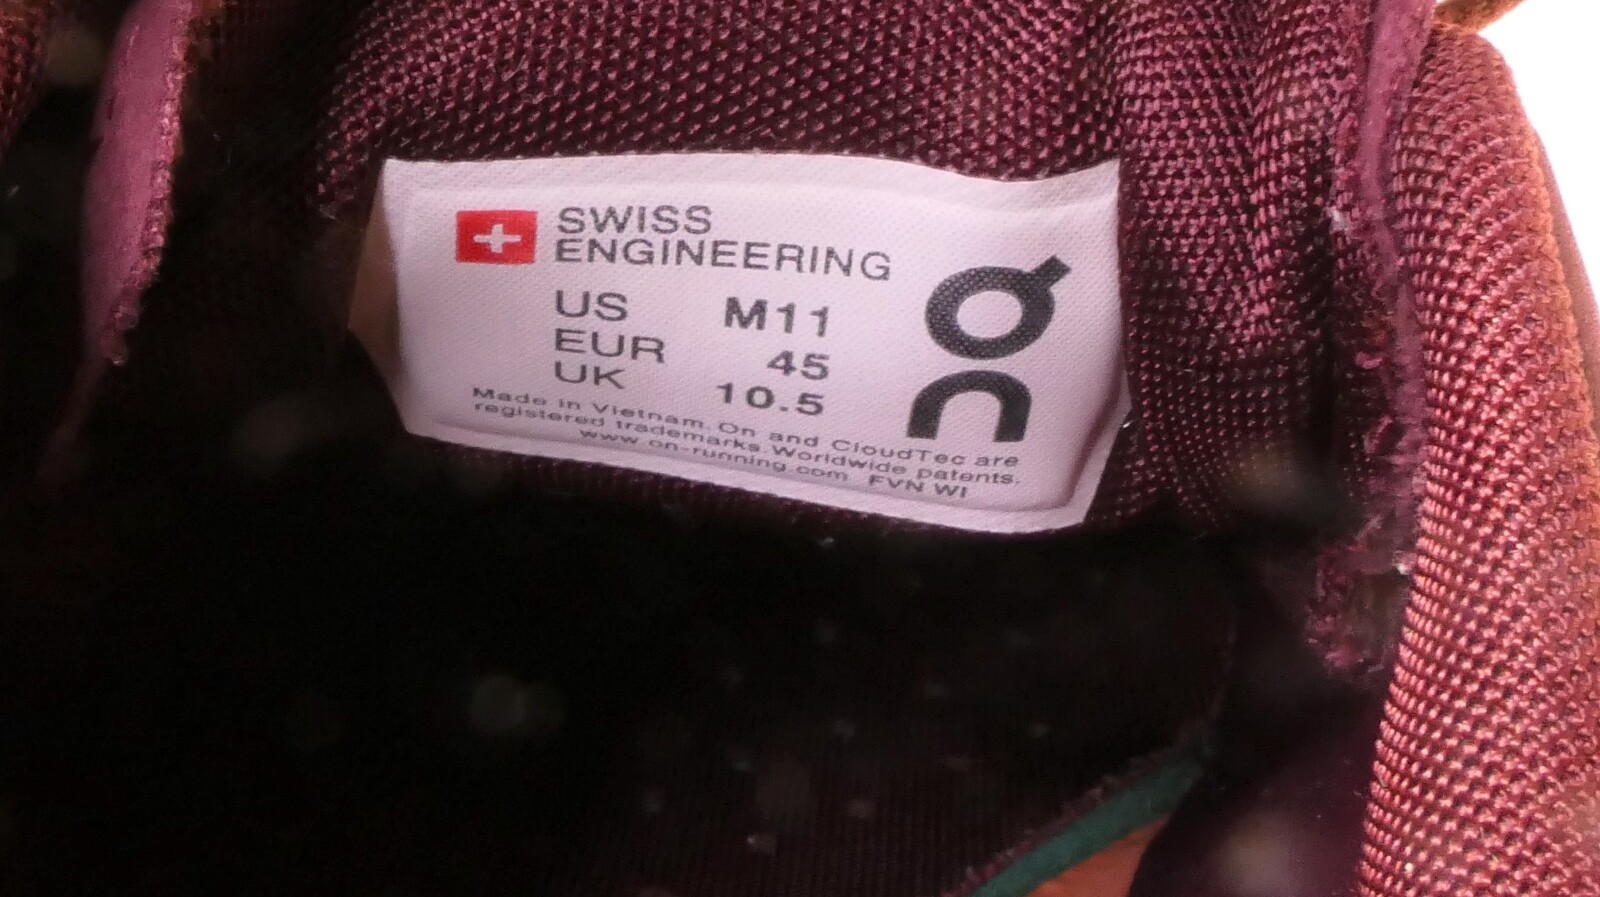 SWISS
ENGINEERING
US M11
EUR 45
UK 10.5
On
Made in Vietnam. On and CloudTec are
registered trademarks. Worldwide patents.
www.on-running.com FVN WI